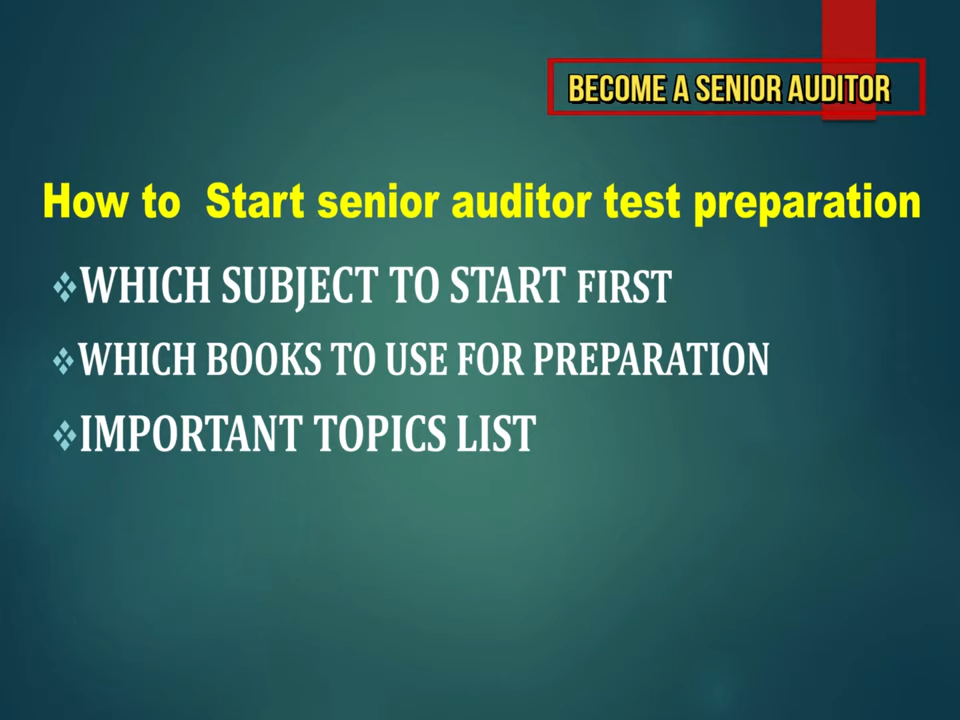 BECOME A SENIOR AUDITOR
How to Start senior auditor test preparation
❖WHICH SUBJECT TO START FIRST
❖WHICH BOOKS TO USE FOR PREPARATION
❖IMPORTANT TOPICS LIST